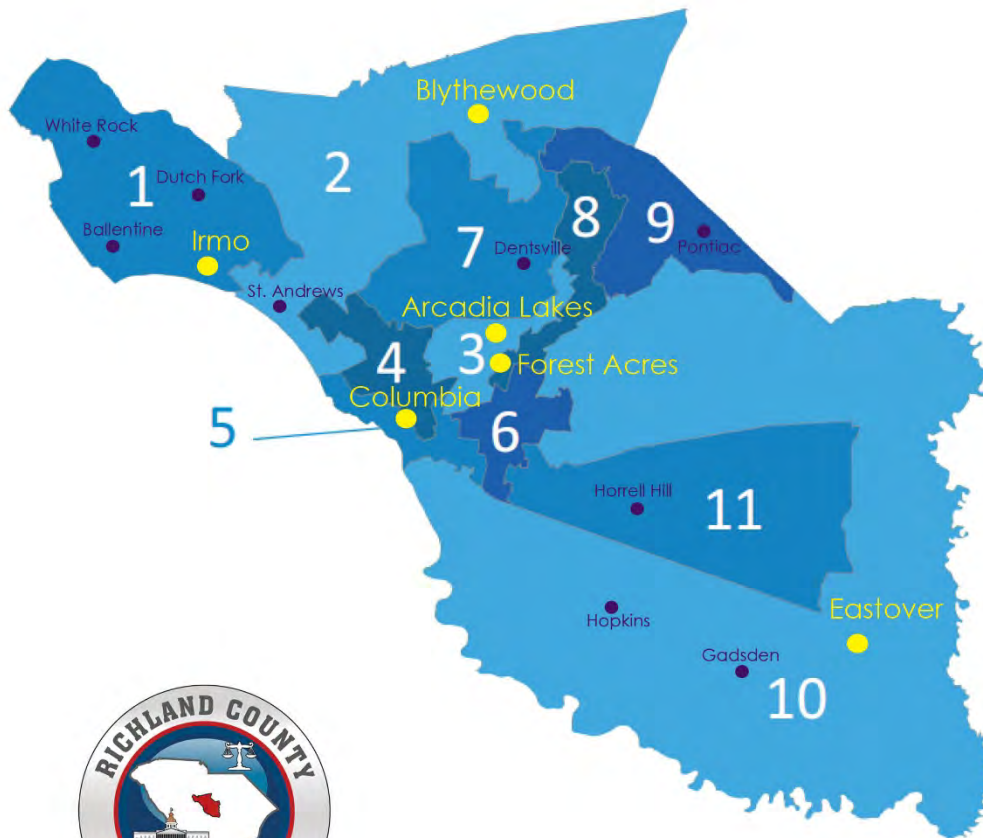 Blythewood
White Rock
1
Dutch Fork
2
8
9
Ballentine
Irmo
7
Dentsville
Pontiac
St. Andrews
Arcadia Lakes
4
3
Forest Acres
Columbia
5
6
Horrell Hill
11
Hopkins
Eastover
Gadsden
10
RICHLAND COUNTY